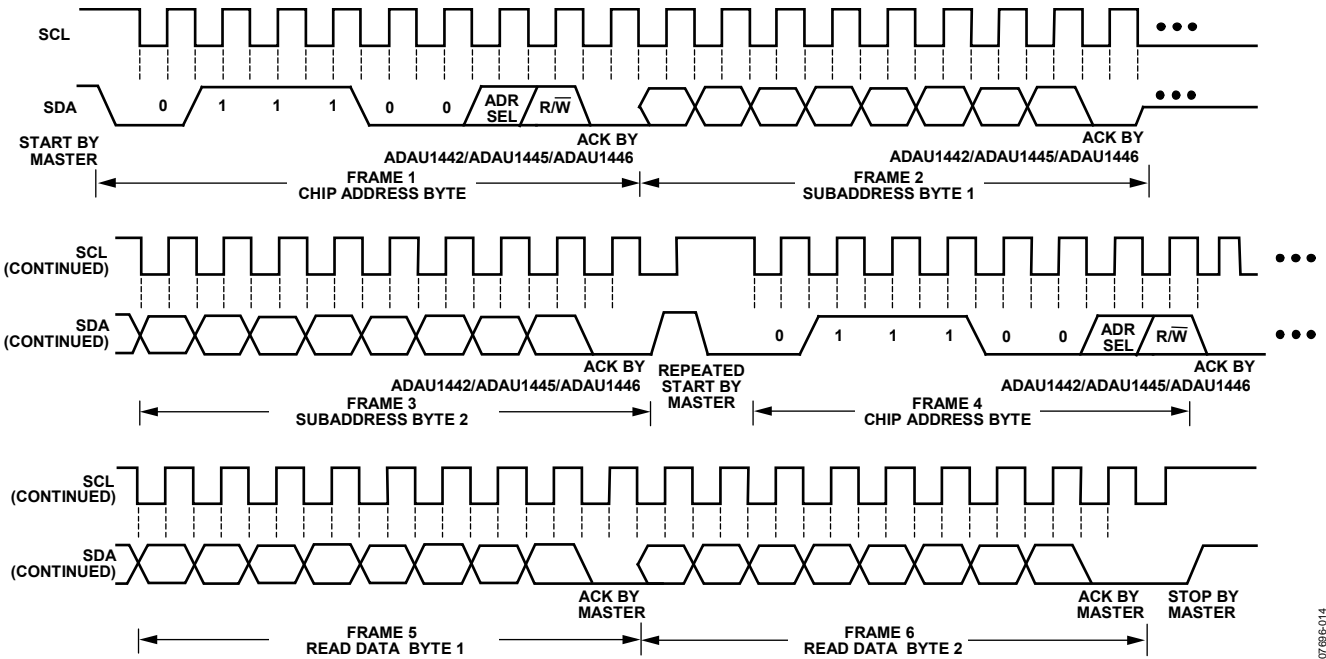 SCL
SDA
0 1 1 1 0 0 ADR SEL R/W
START BY
MASTER
ACK BY
ADAU1442/ADAU1445/ADAU1446
ACK BY
ADAU1442/ADAU1445/ADAU1446
FRAME 1
CHIP ADDRESS BYTE
FRAME 2
SUBADDRESS BYTE 1
SCL
(CONTINUED)
SDA
(CONTINUED)
0 1 1 1 0 0 ADR SEL R/W
ACK BY
ADAU1442/ADAU1445/ADAU1446
REPEATED
START BY
MASTER
ACK BY
ADAU1442/ADAU1445/ADAU1446
FRAME 3
SUBADDRESS BYTE 2
FRAME 4
CHIP ADDRESS BYTE
SCL
(CONTINUED)
SDA
(CONTINUED)
ACK BY
MASTER
ACK BY
MASTER
STOP BY
MASTER
FRAME 5
READ DATA BYTE 1
FRAME 6
READ DATA BYTE 2
07696-014